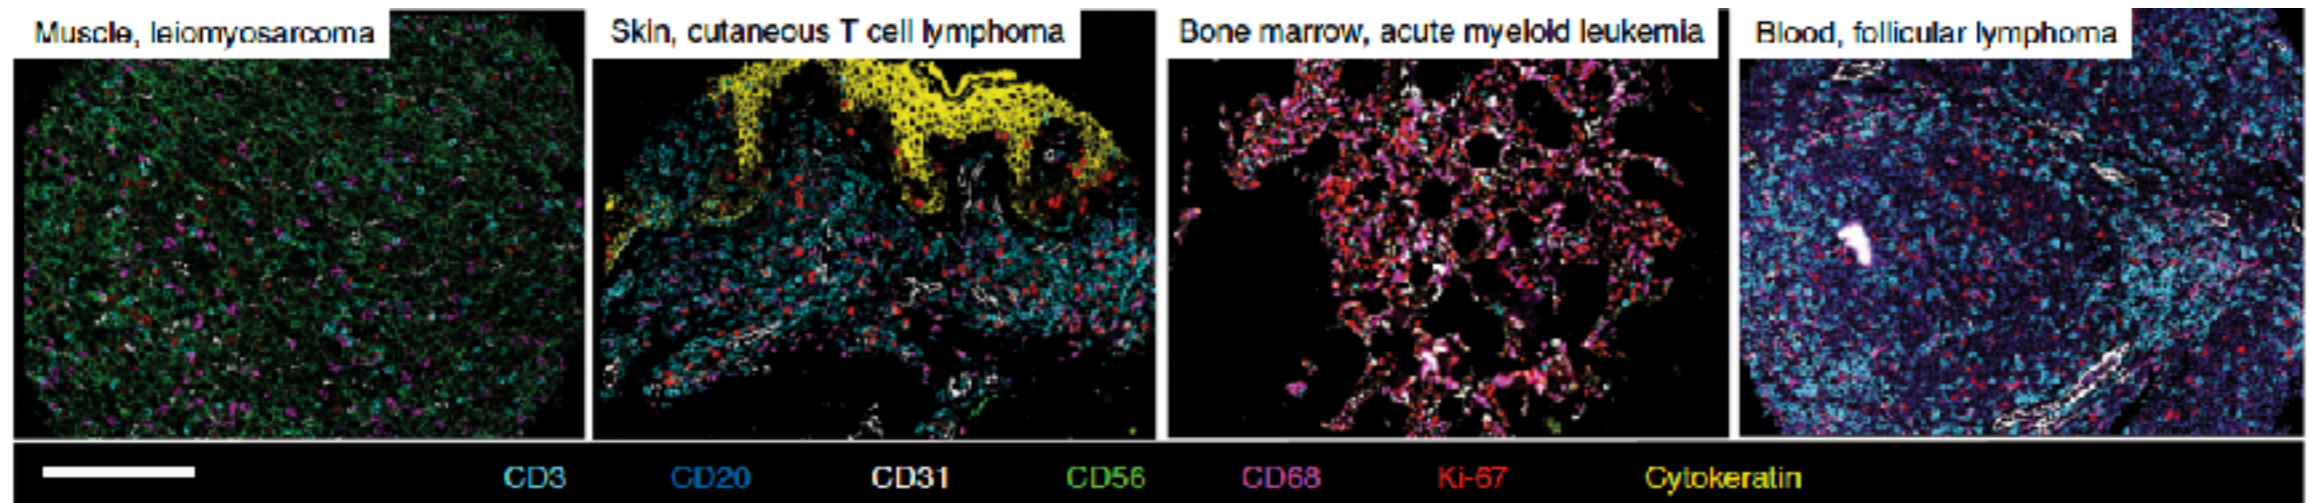 Muscle, leiomyosarcoma
Skin, cutaneous T cell lymphoma
Bone marrow, acute myeloid leukemia
Blood, follicular lymphoma
CD3 CD20 CD31 CD56 CD68 Ki-67 Cytokeratin